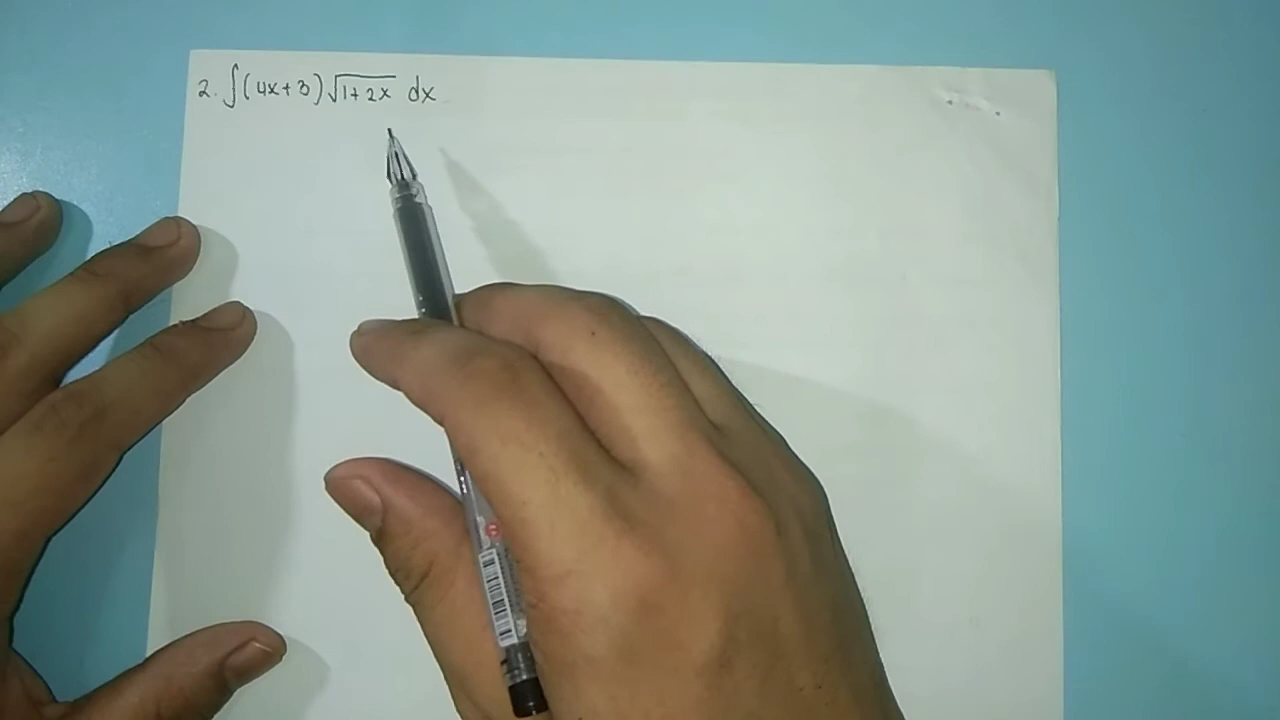 2. ∫(4x+3)√(1+2x) dx